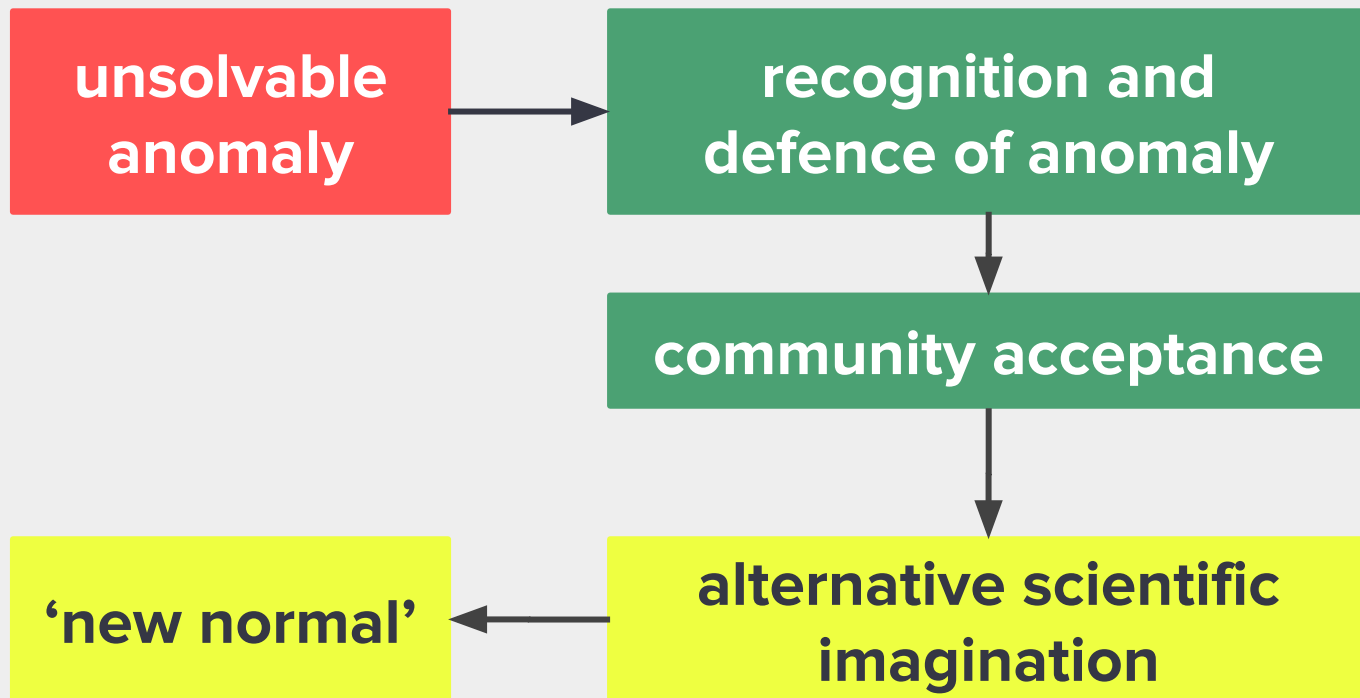 unsolvable
anomaly
recognition and
defence of anomaly
community acceptance
alternative scientific
imagination
‘new normal’